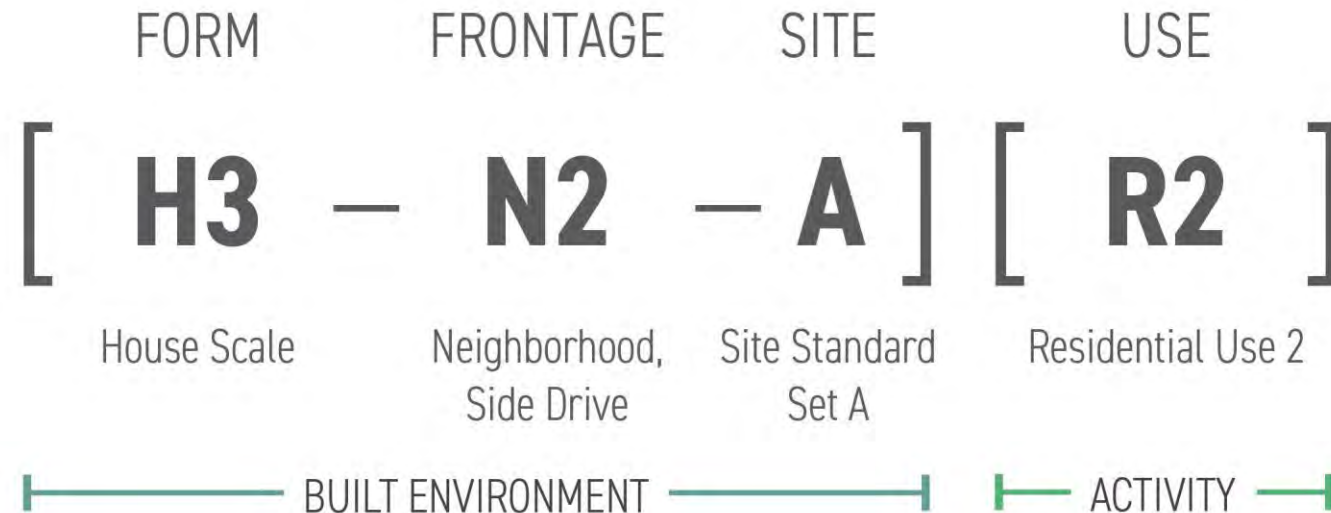 FORM FRONTAGE SITE USE
[ H3 — N2 — A ] [ R2 ]
House Scale Neighborhood, Site Standard Residential Use 2
Side Drive Set A
BUILT ENVIRONMENT ACTIVITY